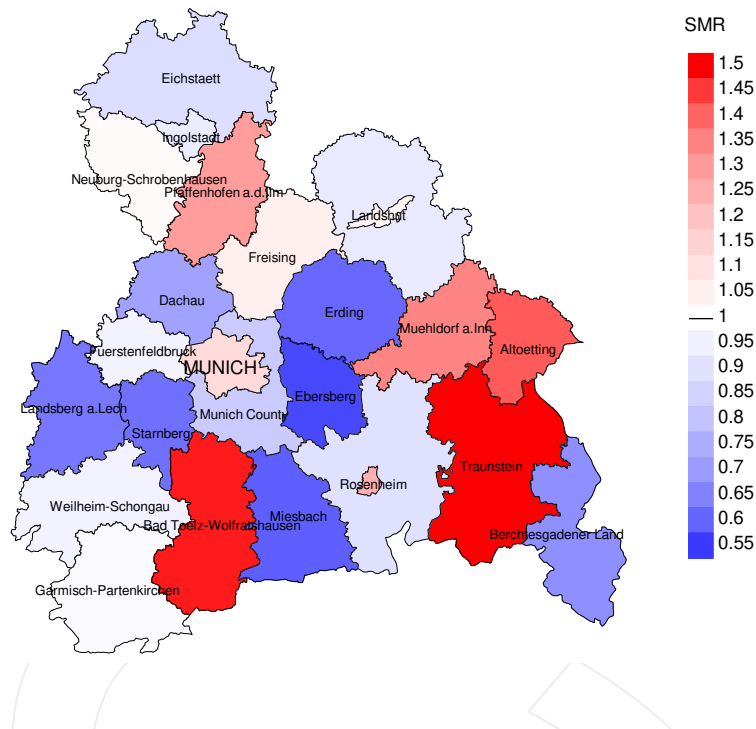 SMR
1.5
1.45
1.4
1.35
1.3
1.25
1.2
1.15
1.1
1.05
1
0.95
0.9
0.85
0.8
0.75
0.7
0.65
0.6
0.55
Eichstaett
Ingolstadt
Neuburg-Schrobenhausen
Pfaffenhofen a.d.Ilm
Landshut
Freising
Dachau
Erding
Muehldorf a.Inn
Altoetting
Fuerstenfeldbruck
MUNICH
Ebersberg
Landsberg a.Lech
Munich County
Starnberg
Traunstein
Rosenheim
Weilheim-Schongau
Miesbach
Bad Toelz-Wolfratshausen
Berchtesgadener Land
Garmisch-Partenkirchen